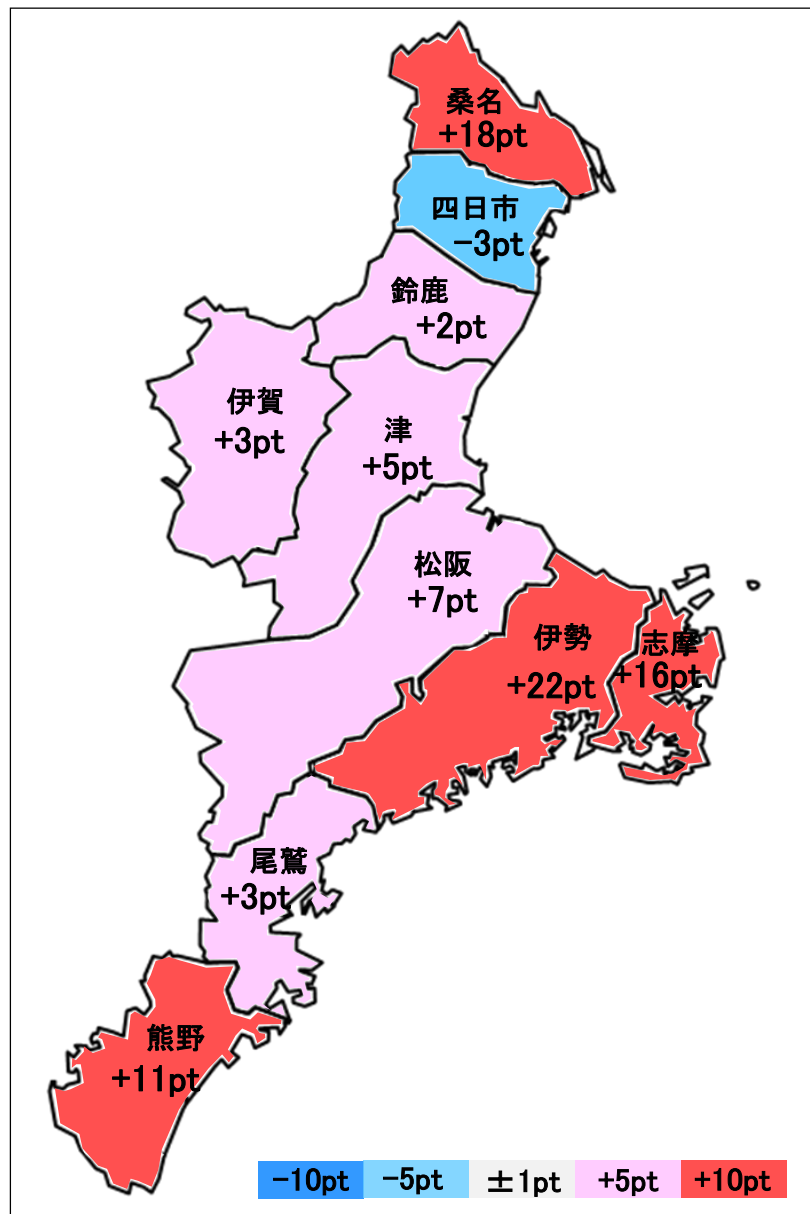 桑名
+18pt
四日市
−3pt
鈴鹿
+2pt
伊賀
+3pt
津
+5pt
松阪
+7pt
伊勢
+22pt
志摩
+16pt
尾鷲
+3pt
熊野
+11pt
−10pt −5pt ±1pt +5pt +10pt